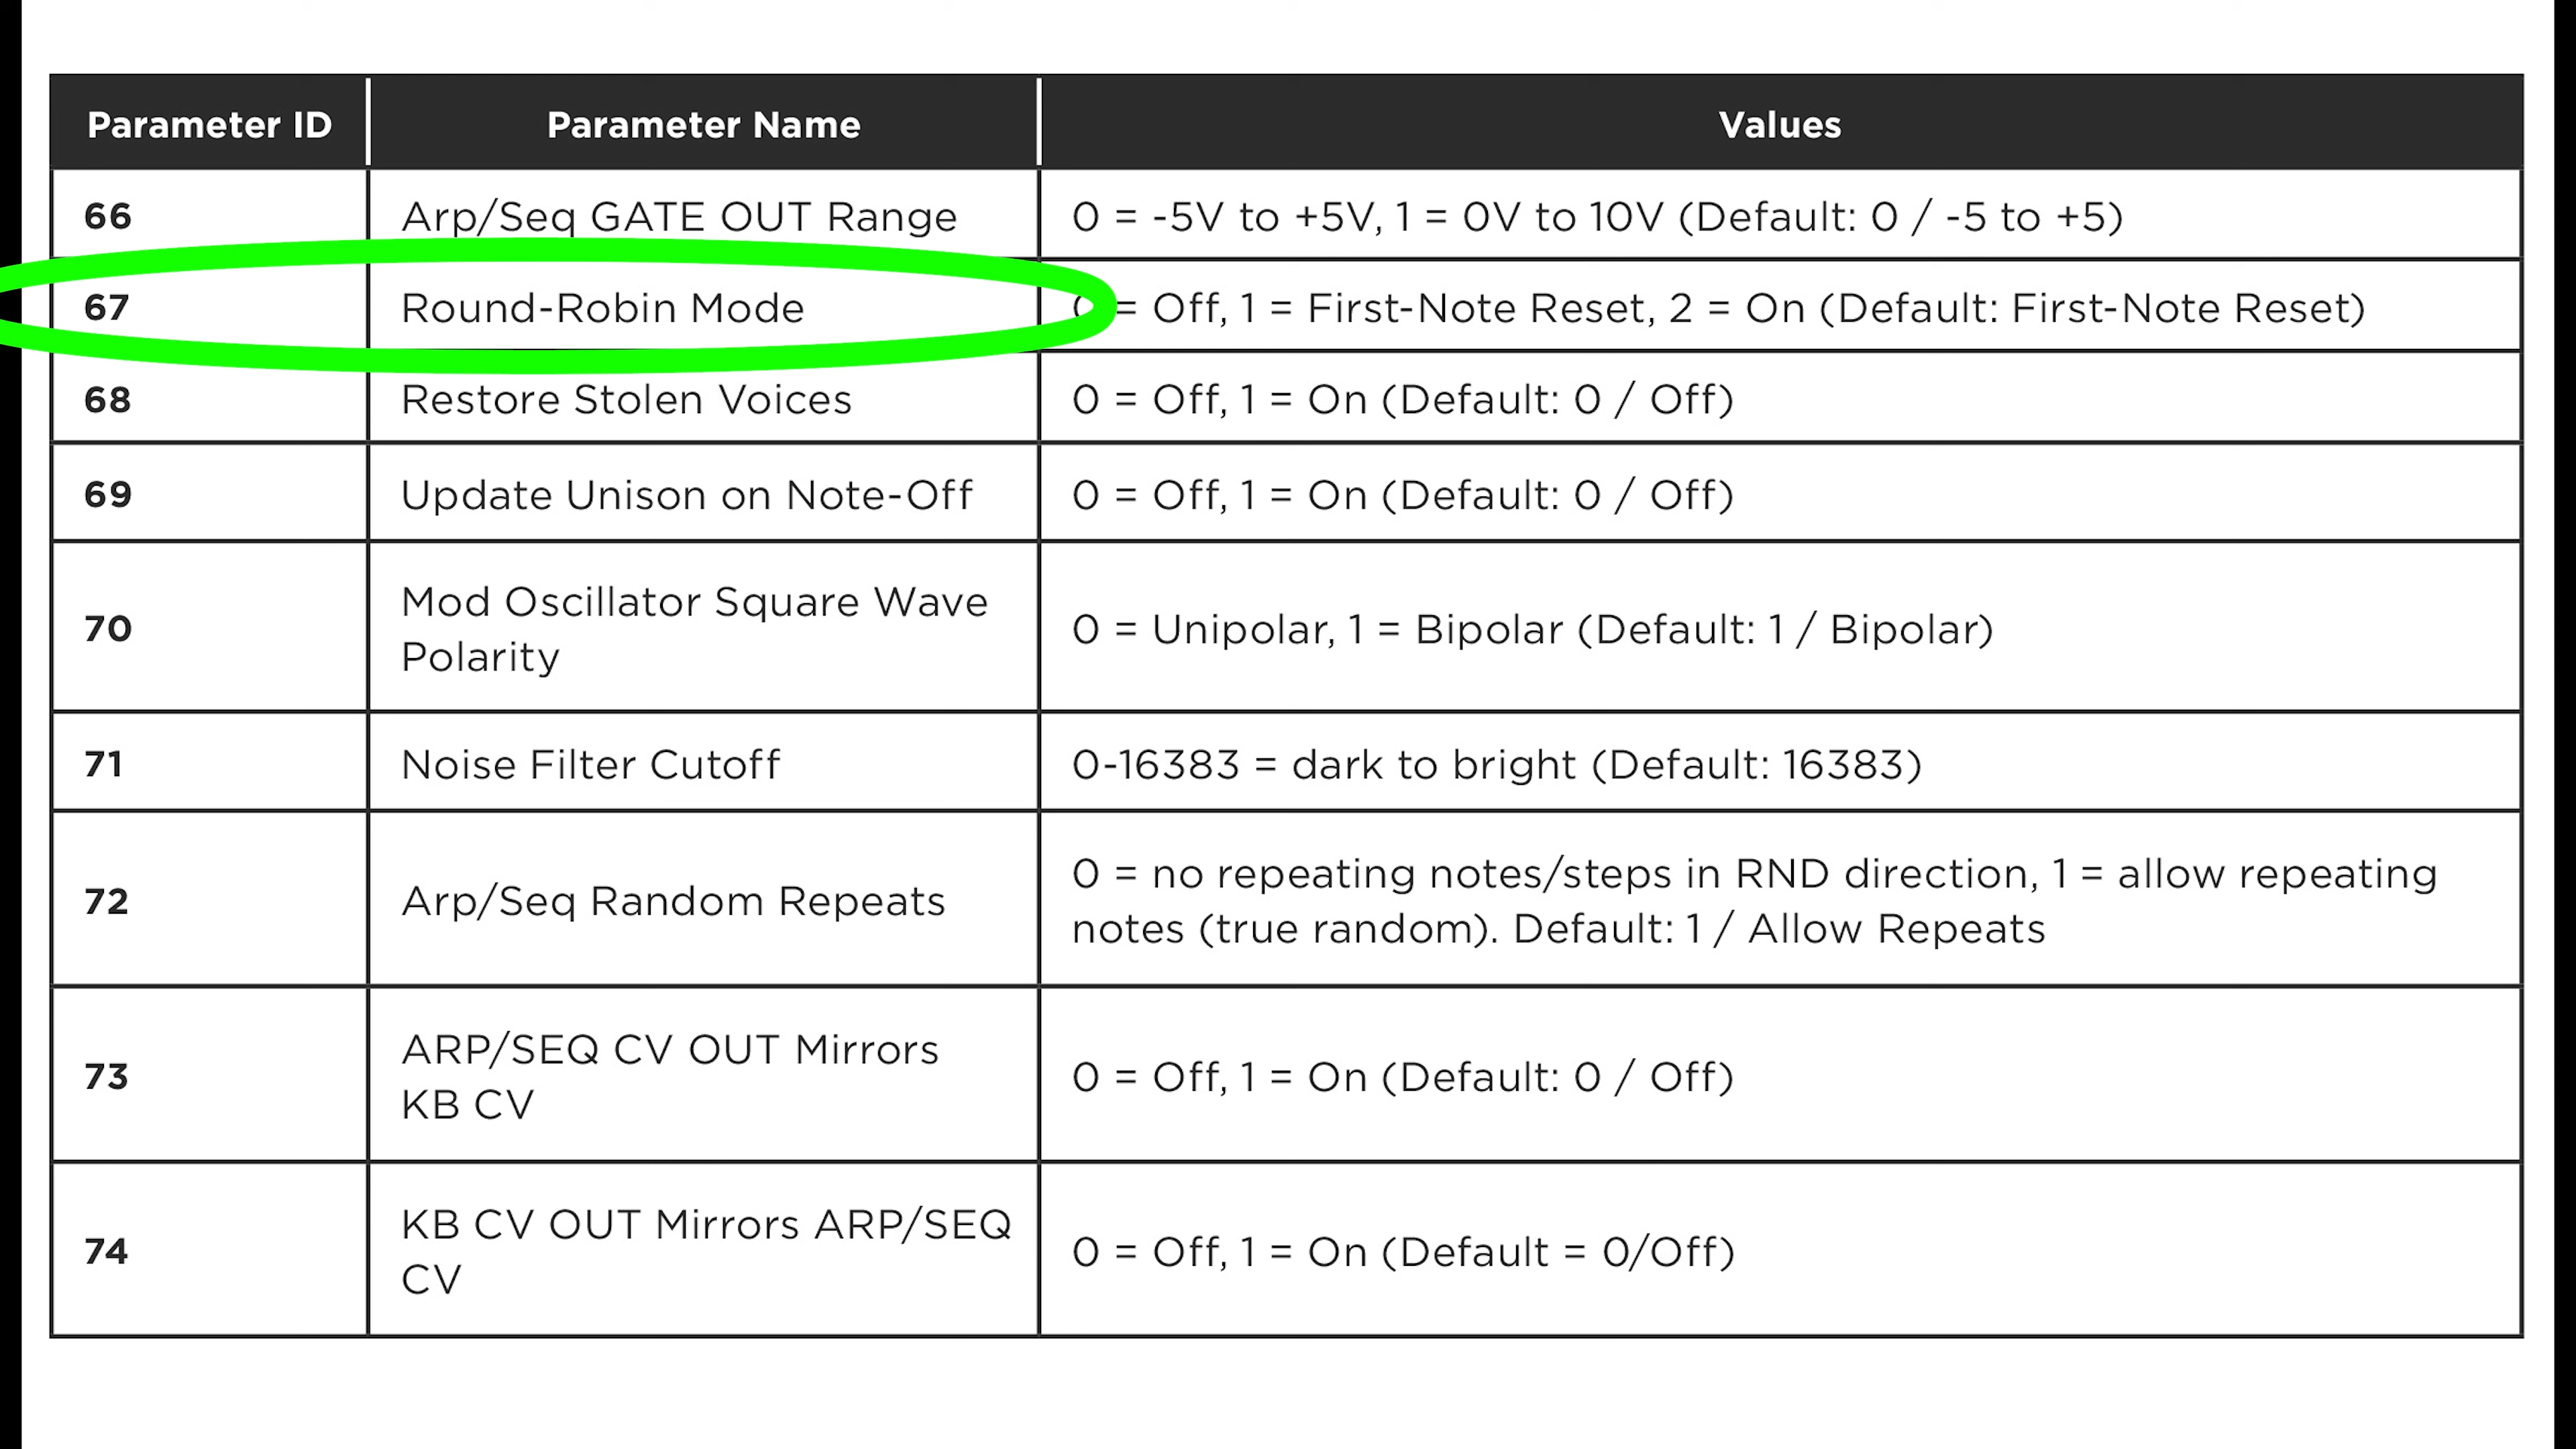 Parameter ID Parameter Name Values
66 Arp/Seq GATE OUT Range 0 = -5V to +5V, 1 = 0V to 10V (Default: 0 / -5 to +5)
67 Round-Robin Mode 0 = Off, 1 = First-Note Reset, 2 = On (Default: First-Note Reset)
68 Restore Stolen Voices 0 = Off, 1 = On (Default: 0 / Off)
69 Update Unison on Note-Off 0 = Off, 1 = On (Default: 0 / Off)
70 Mod Oscillator Square Wave
Polarity
0 = Unipolar, 1 = Bipolar (Default: 1 / Bipolar)
71 Noise Filter Cutoff 0-16383 = dark to bright (Default: 16383)
72 Arp/Seq Random Repeats
0 = no repeating notes/steps in RND direction, 1 = allow repeating
notes (true random). Default: 1 / Allow Repeats
73 ARP/SEQ CV OUT Mirrors
KB CV
0 = Off, 1 = On (Default: 0 / Off)
74 KB CV OUT Mirrors ARP/SEQ
CV
0 = Off, 1 = On (Default = 0/Off)